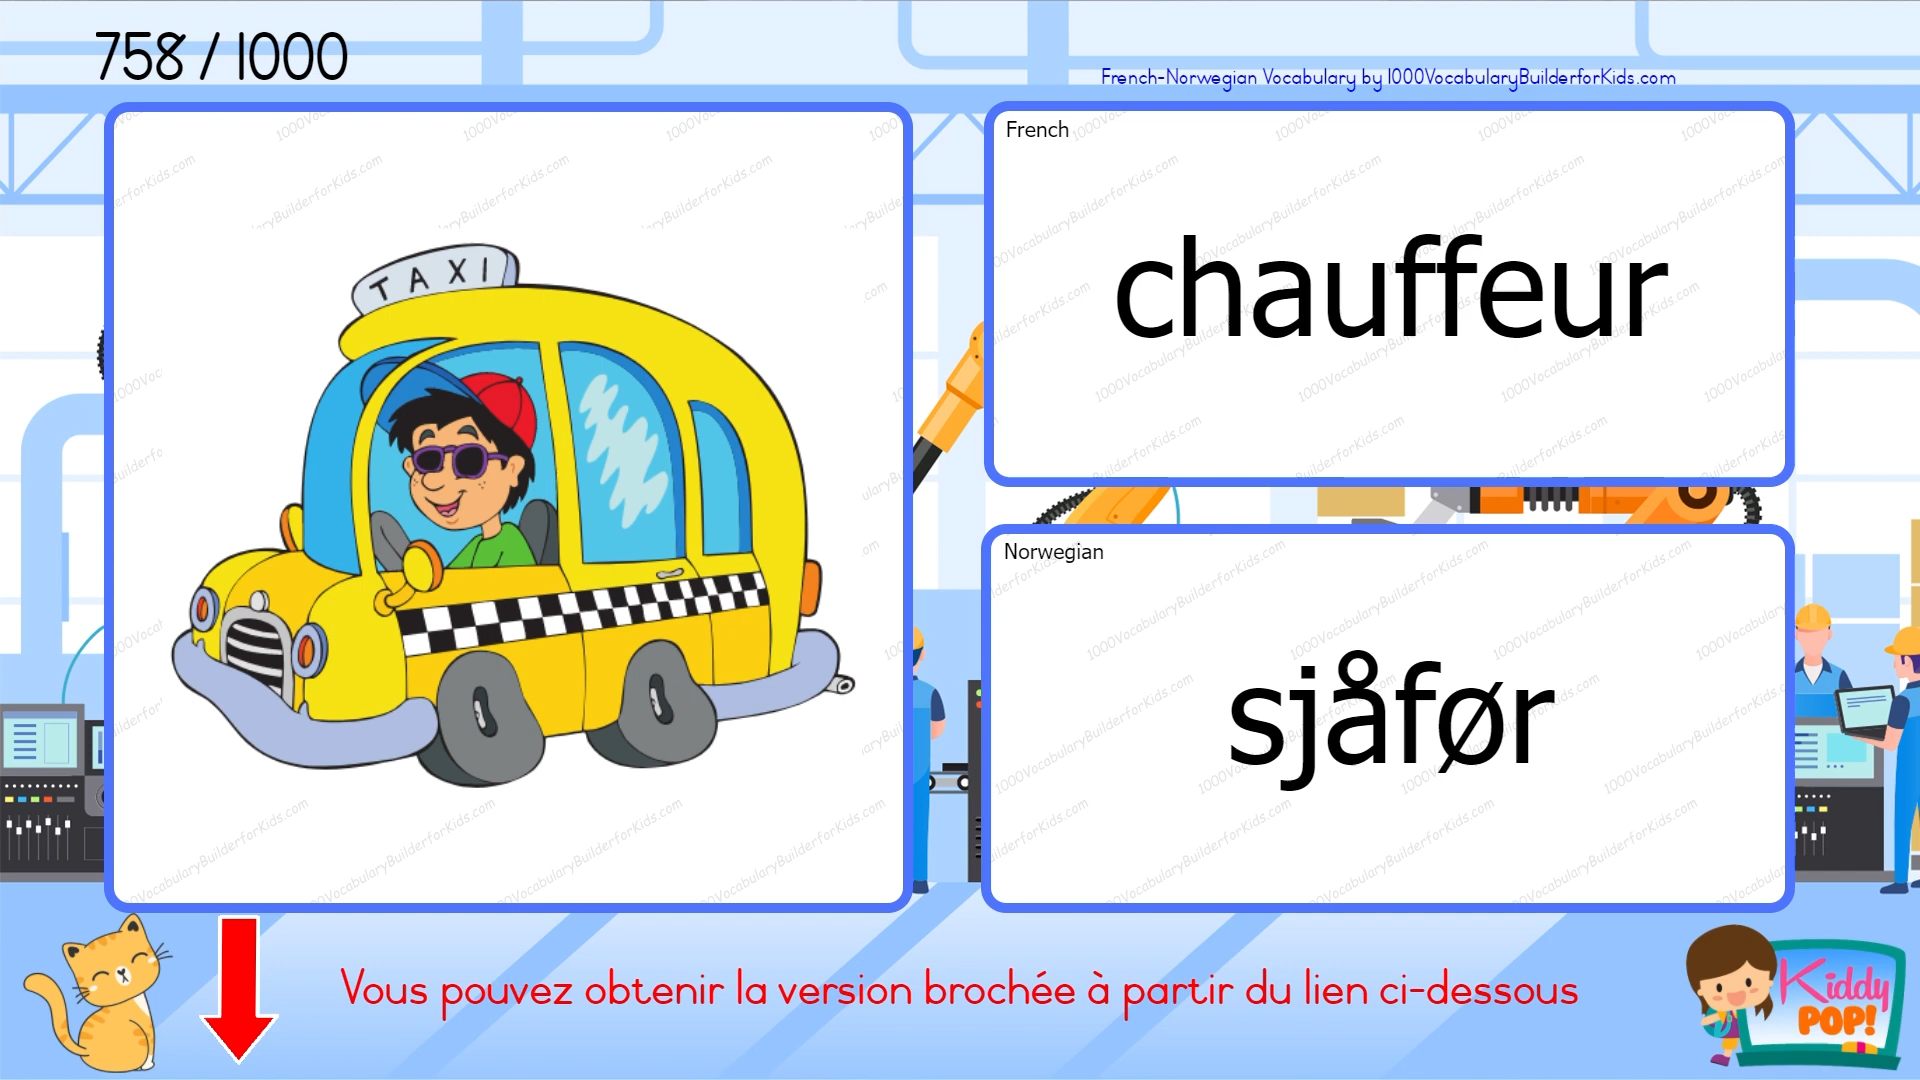 758 / 1000
French-Norwegian Vocabulary by 1000VocabularyBuilderforKids.com
TAXI
French
chauffeur
Norwegian
sjåfør
Vous pouvez obtenir la version brochée à partir du lien ci-dessous
Kiddy
POP!